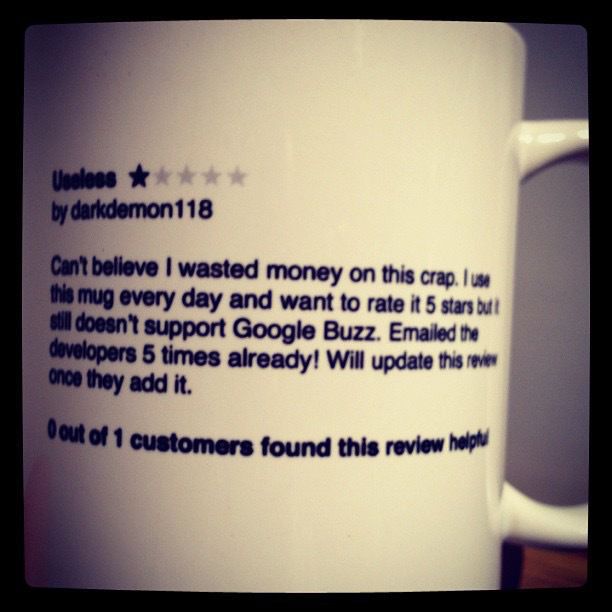 Useless ★★★★★
by darkdemon118
Can't believe I wasted money on this crap. I use
this mug every day and want to rate it 5 stars but it
still doesn't support Google Buzz. Emailed the
developers 5 times already! Will update this review
once they add it.
0 out of 1 customers found this review helpful